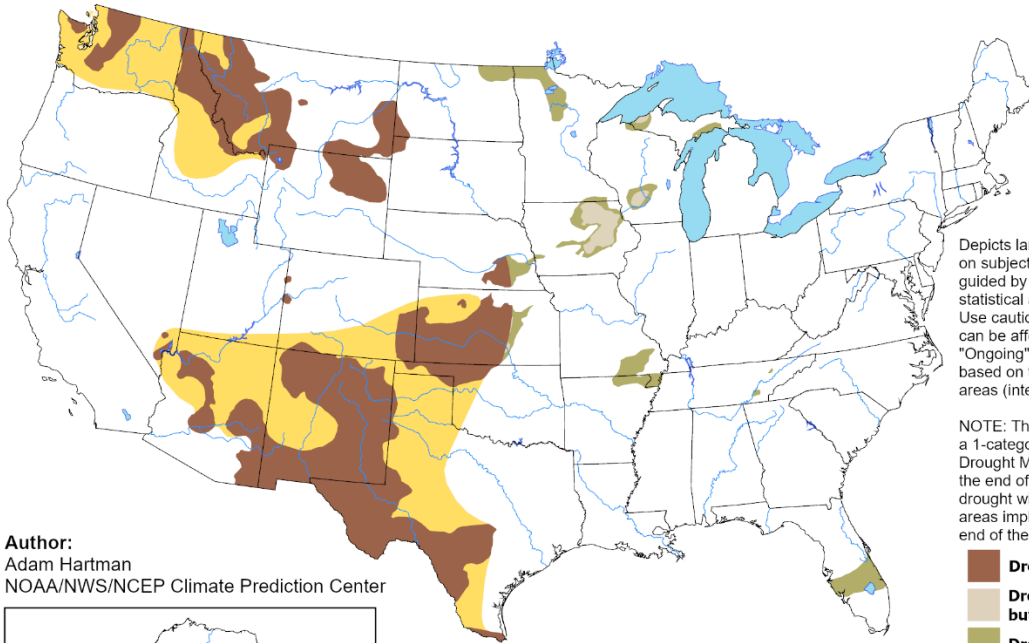 Depicts la
on subject
guided by
statistical
Use cautio
can be affe
"Ongoing"
based on
areas (inte
NOTE: Th
a 1-catego
Drought M
the end of
drought w
areas impl
end of the
Author:
Adam Hartman
NOAA/NWS/NCEP Climate Prediction Center
Dro
Dro
but
Dro